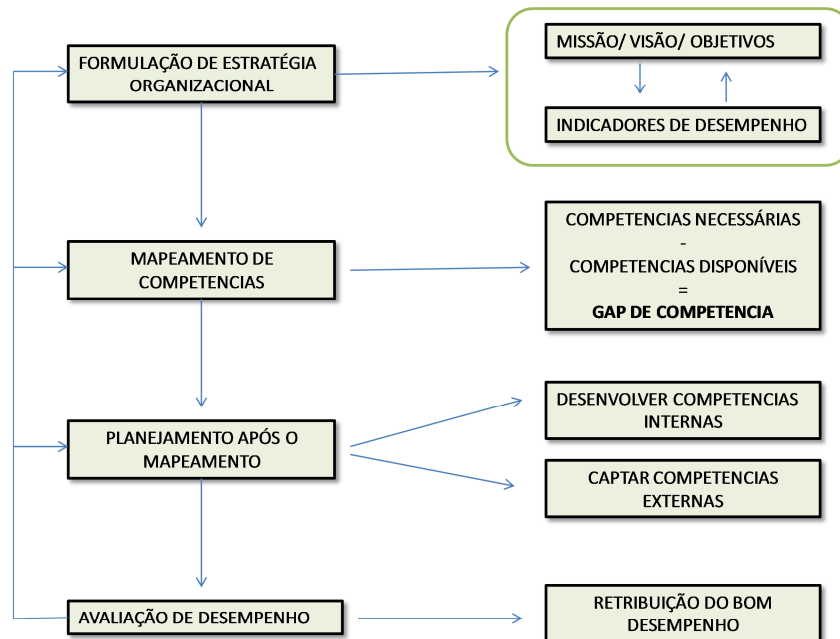 FORMULAÇÃO DE ESTRATÉGIA
ORGANIZACIONAL
MISSÃO/ VISÃO/ OBJETIVOS
INDICADORES DE DESEMPENHO
MAPEAMENTO DE
COMPETENCIAS
COMPETENCIAS NECESSÁRIAS
-
COMPETENCIAS DISPONÍVEIS
=
GAP DE COMPETENCIA
PLANEJAMENTO APÓS O
MAPEAMENTO
DESENVOLVER COMPETENCIAS
INTERNAS
CAPTAR COMPETENCIAS
EXTERNAS
AVALIAÇÃO DE DESEMPENHO
RETRIBUIÇÃO DO BOM
DESEMPENHO